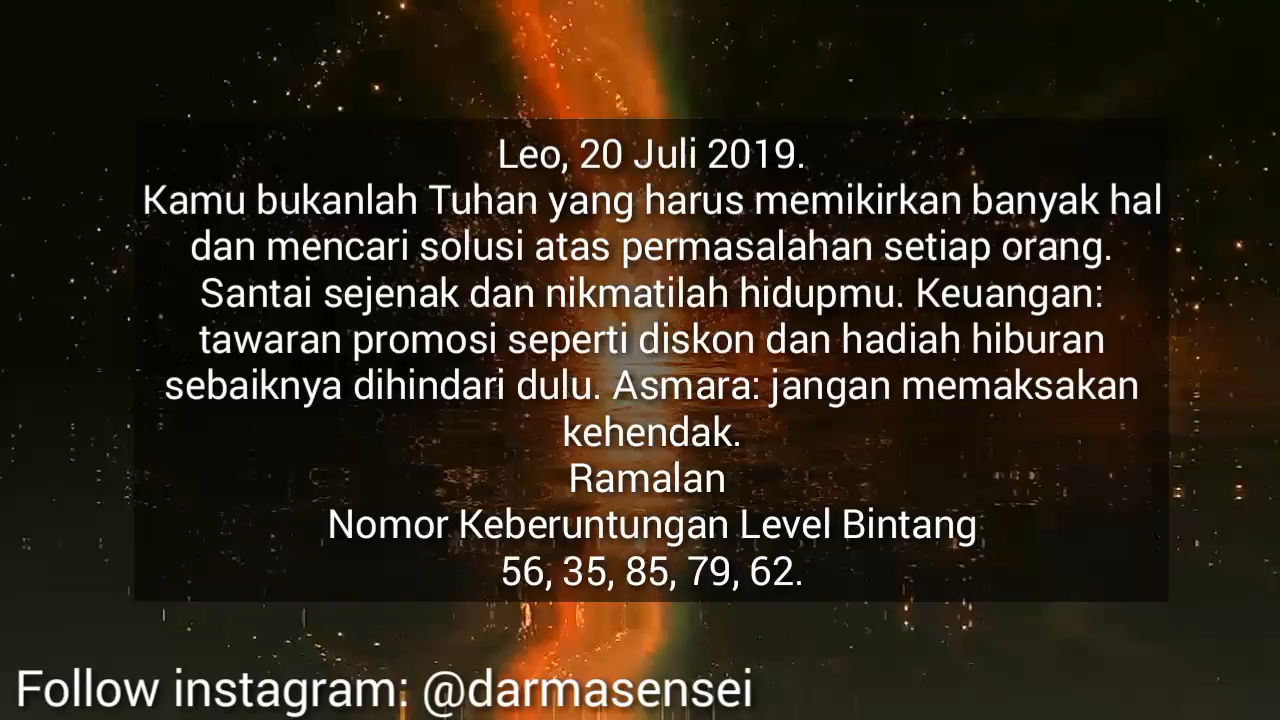 Leo, 20 Juli 2019.
Kamu bukanlah Tuhan yang harus memikirkan banyak hal
dan mencari solusi atas permasalahan setiap orang.
Santai sejenak dan nikmatilah hidupmu. Keuangan:
tawaran promosi seperti diskon dan hadiah hiburan
sebaiknya dihindari dulu. Asmara: jangan memaksakan
kehendak.
Ramalan
Nomor Keberuntungan Level Bintang
56, 35, 85, 79, 62.
Follow instagram: @darmasensei